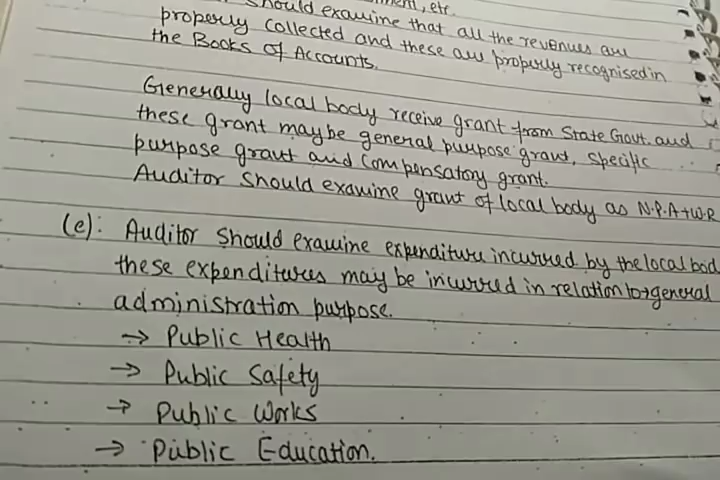 should examine that all the revenues are
properly collected and these are properly recognised in
the Books of Accounts.
Generally local body receive grant from State Govt. and
these grant maybe general purpose grant, specific
purpose grant and compensatory grant.
Auditor should examine grant of local body as N.P.A+W.R
(e): Auditor should examine expenditure incurred by the local bod
these expenditures may be incurred in relation to→general
administration purpose.
→ Public Health
→ Public Safety
→ Public Works
→ Public Education.